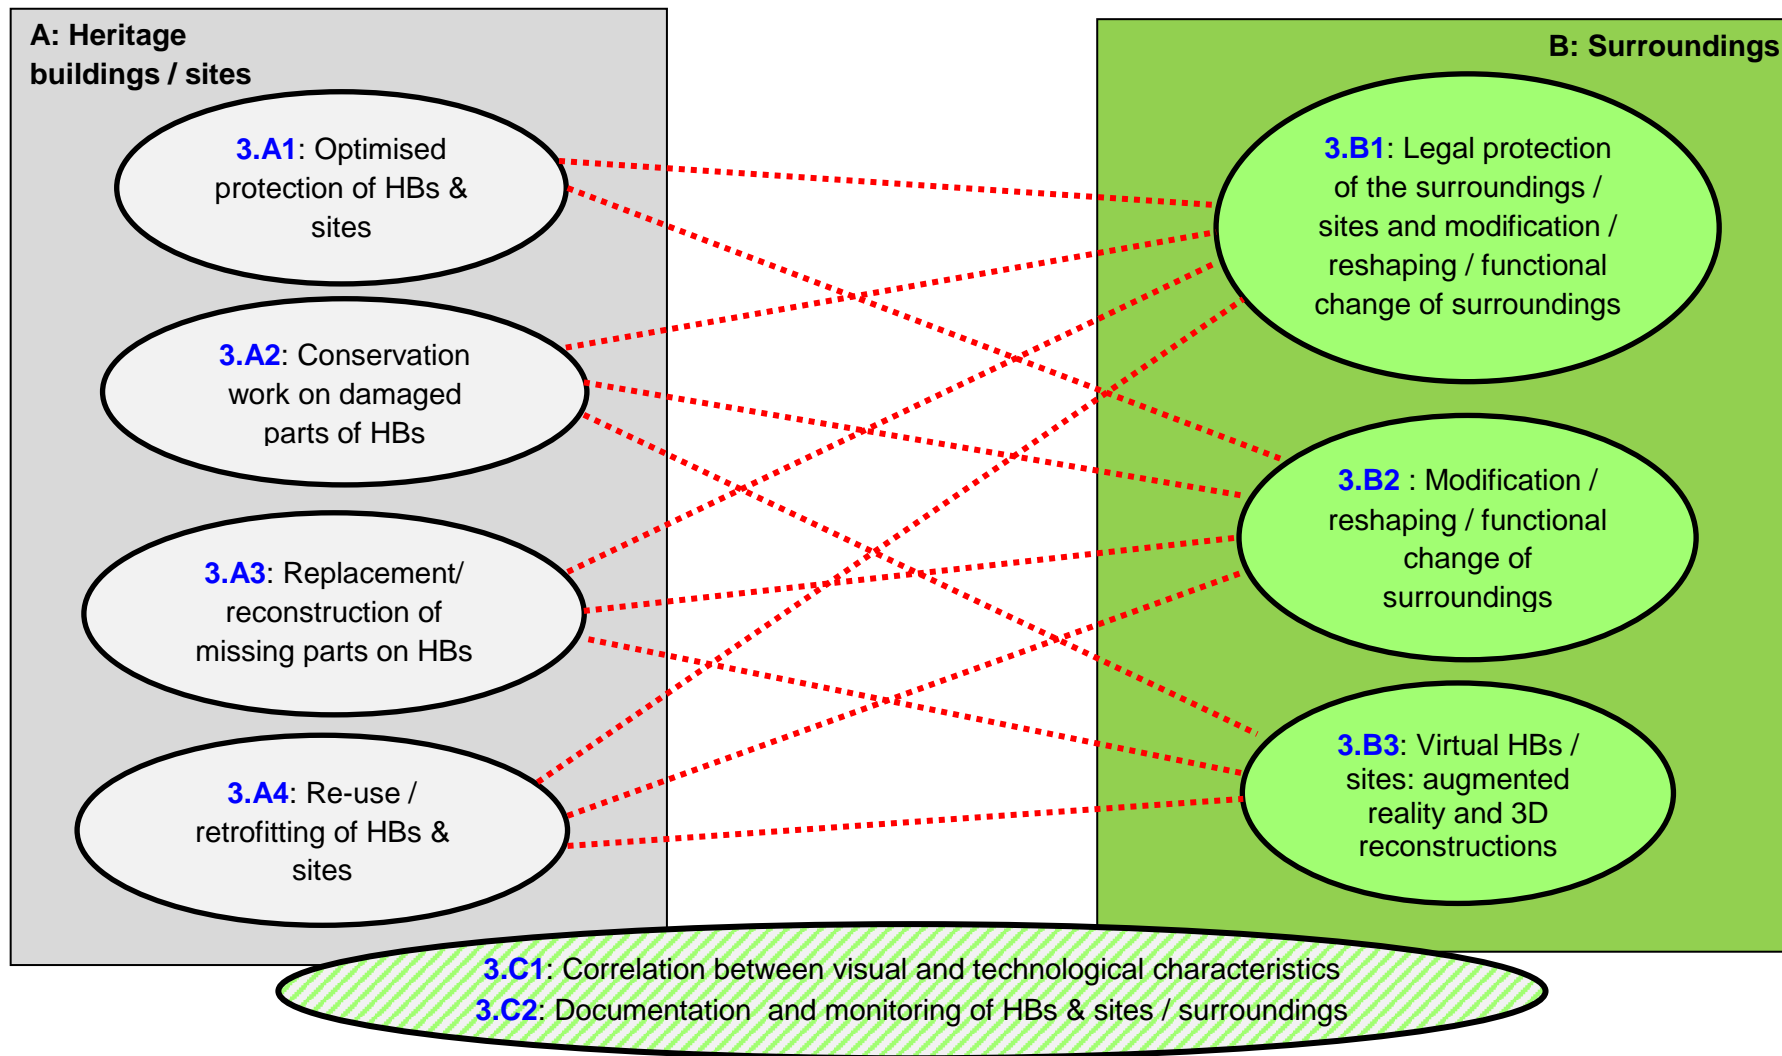 A: Heritage
buildings / sites
3.A1: Optimised
protection of HBs &
sites
3.A2: Conservation
work on damaged
parts of HBs
3.A3: Replacement/
reconstruction of
missing parts on HBs
3.A4: Re-use /
retrofitting of HBs &
sites
B: Surroundings
3.B1: Legal protection
of the surroundings /
sites and modification /
reshaping / functional
change of surroundings
3.B2 : Modification /
reshaping / functional
change of
surroundings
3.B3: Virtual HBs /
sites: augmented
reality and 3D
reconstructions
3.C1: Correlation between visual and technological characteristics
3.C2: Documentation  and monitoring of HBs & sites / surroundings